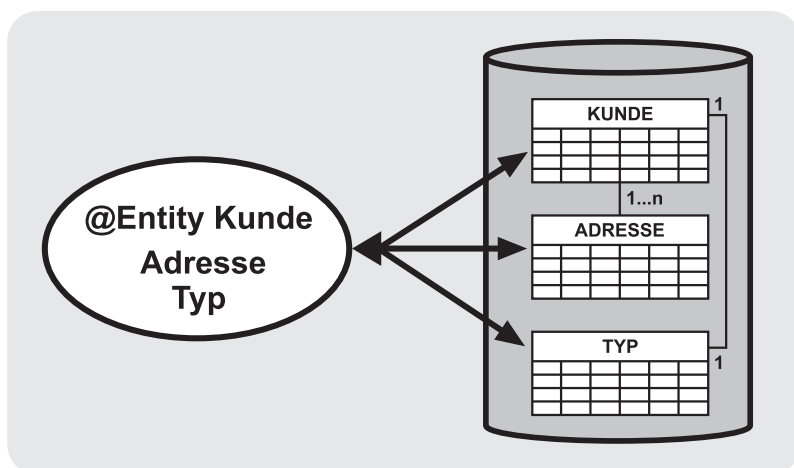 @Entity Kunde
Adresse
Typ
KUNDE
1
1...n
ADRESSE
TYP
1